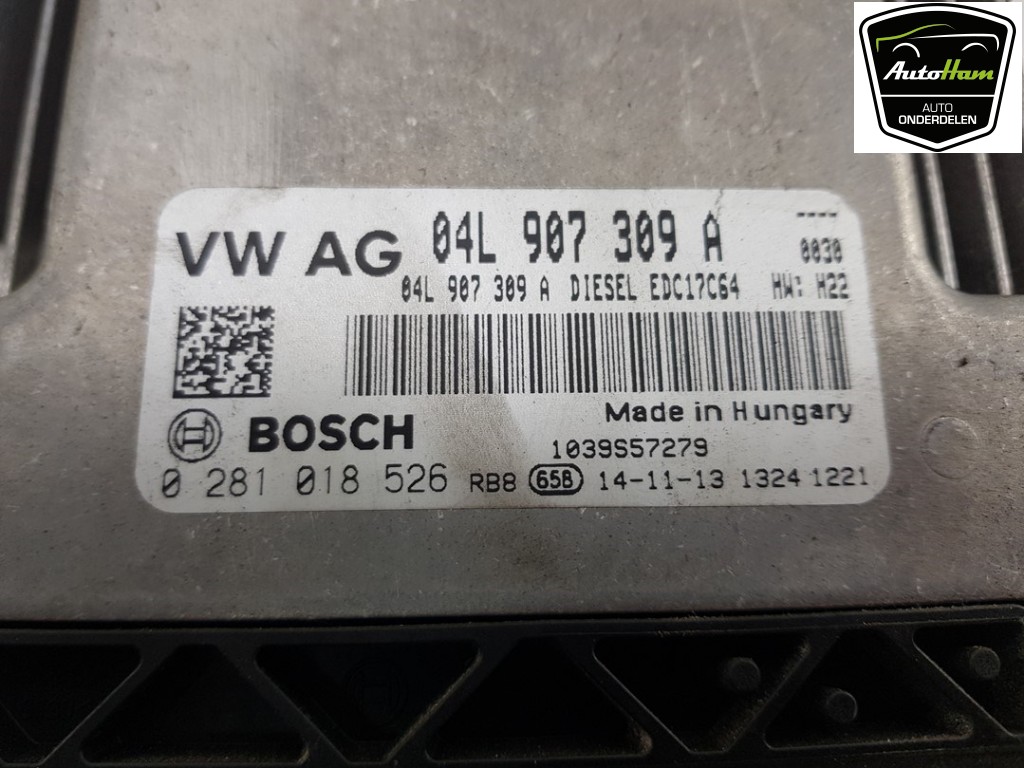 AutoHam
AUTO
ONDERDELEN
VW AG 04L 907 309 A ----
0030
04L 907 309 A DIESEL EDC17C64 HW: H22
Made in Hungary
BOSCH
1039S57279
0 281 018 526 RB8 65B 14-11-13 1324 1221